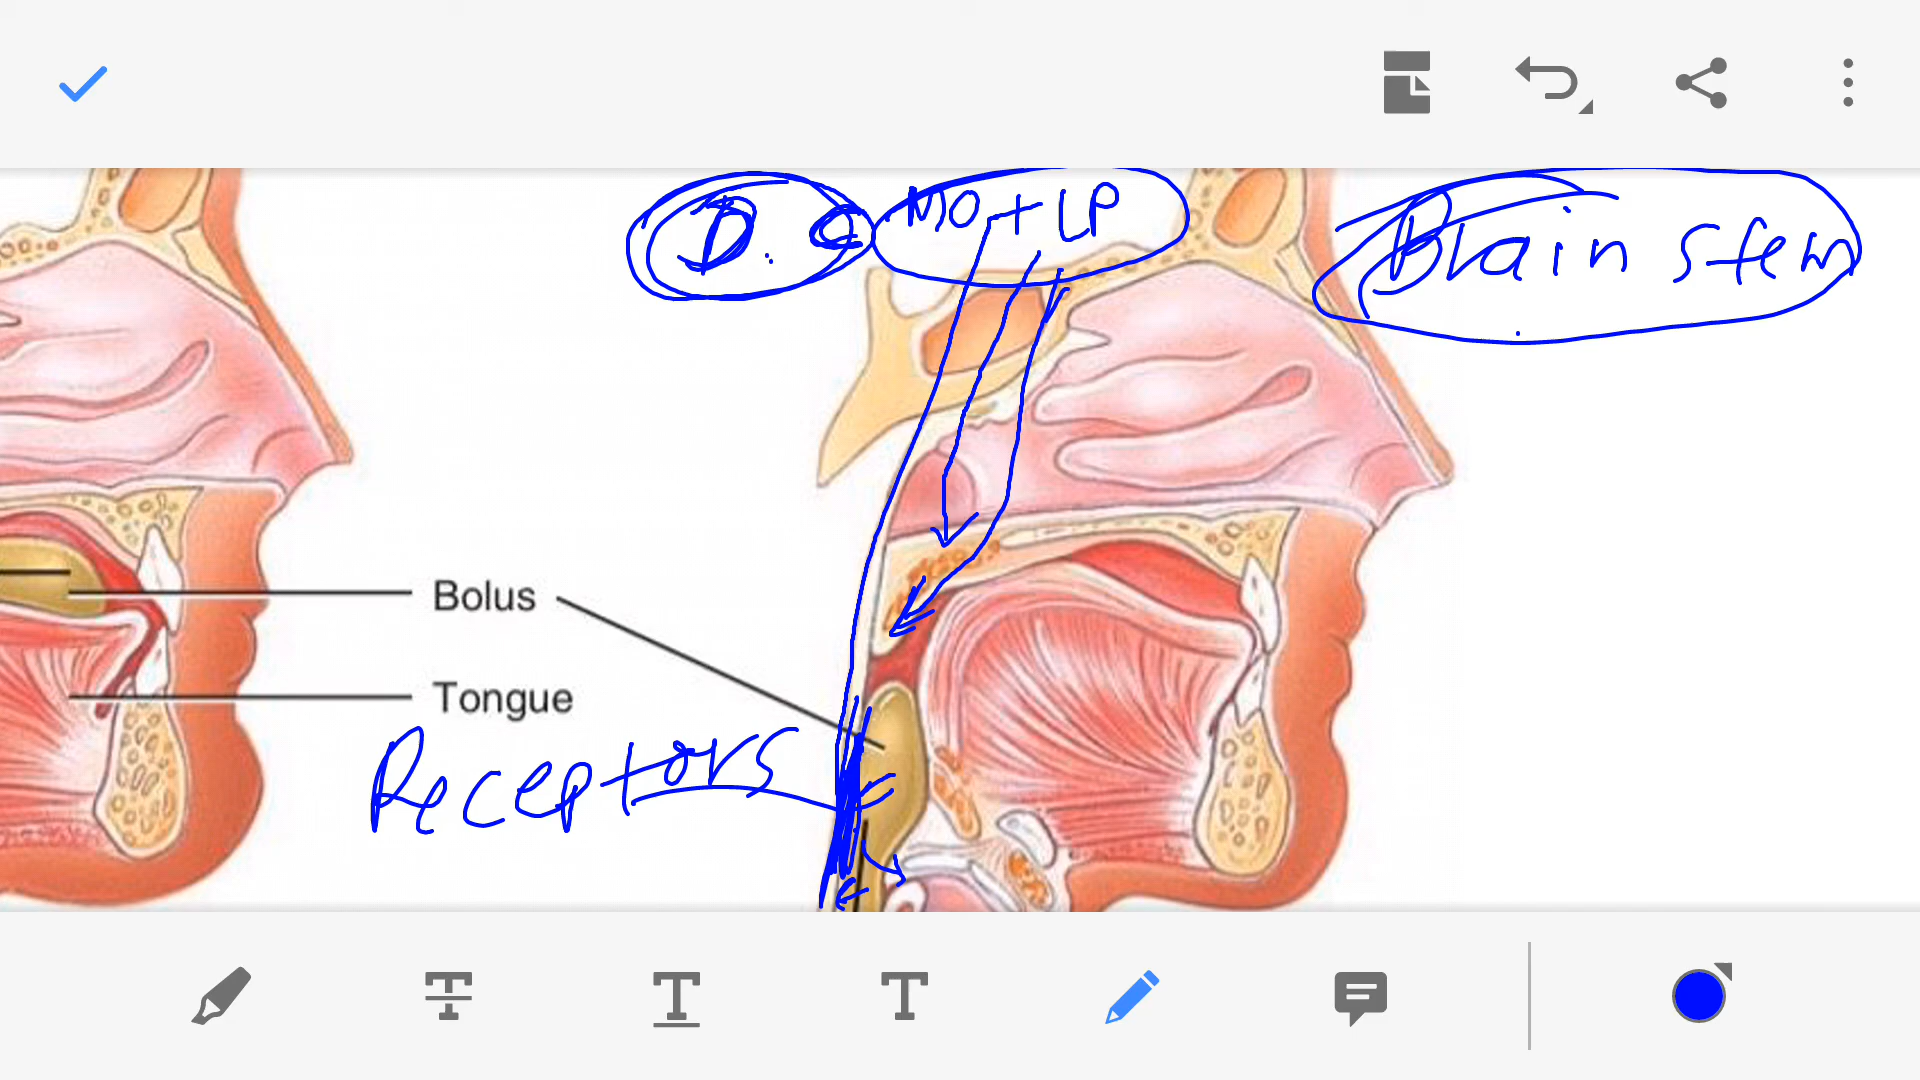 D. C MO + LP
Brain stem
Bolus
Tongue
Receptors